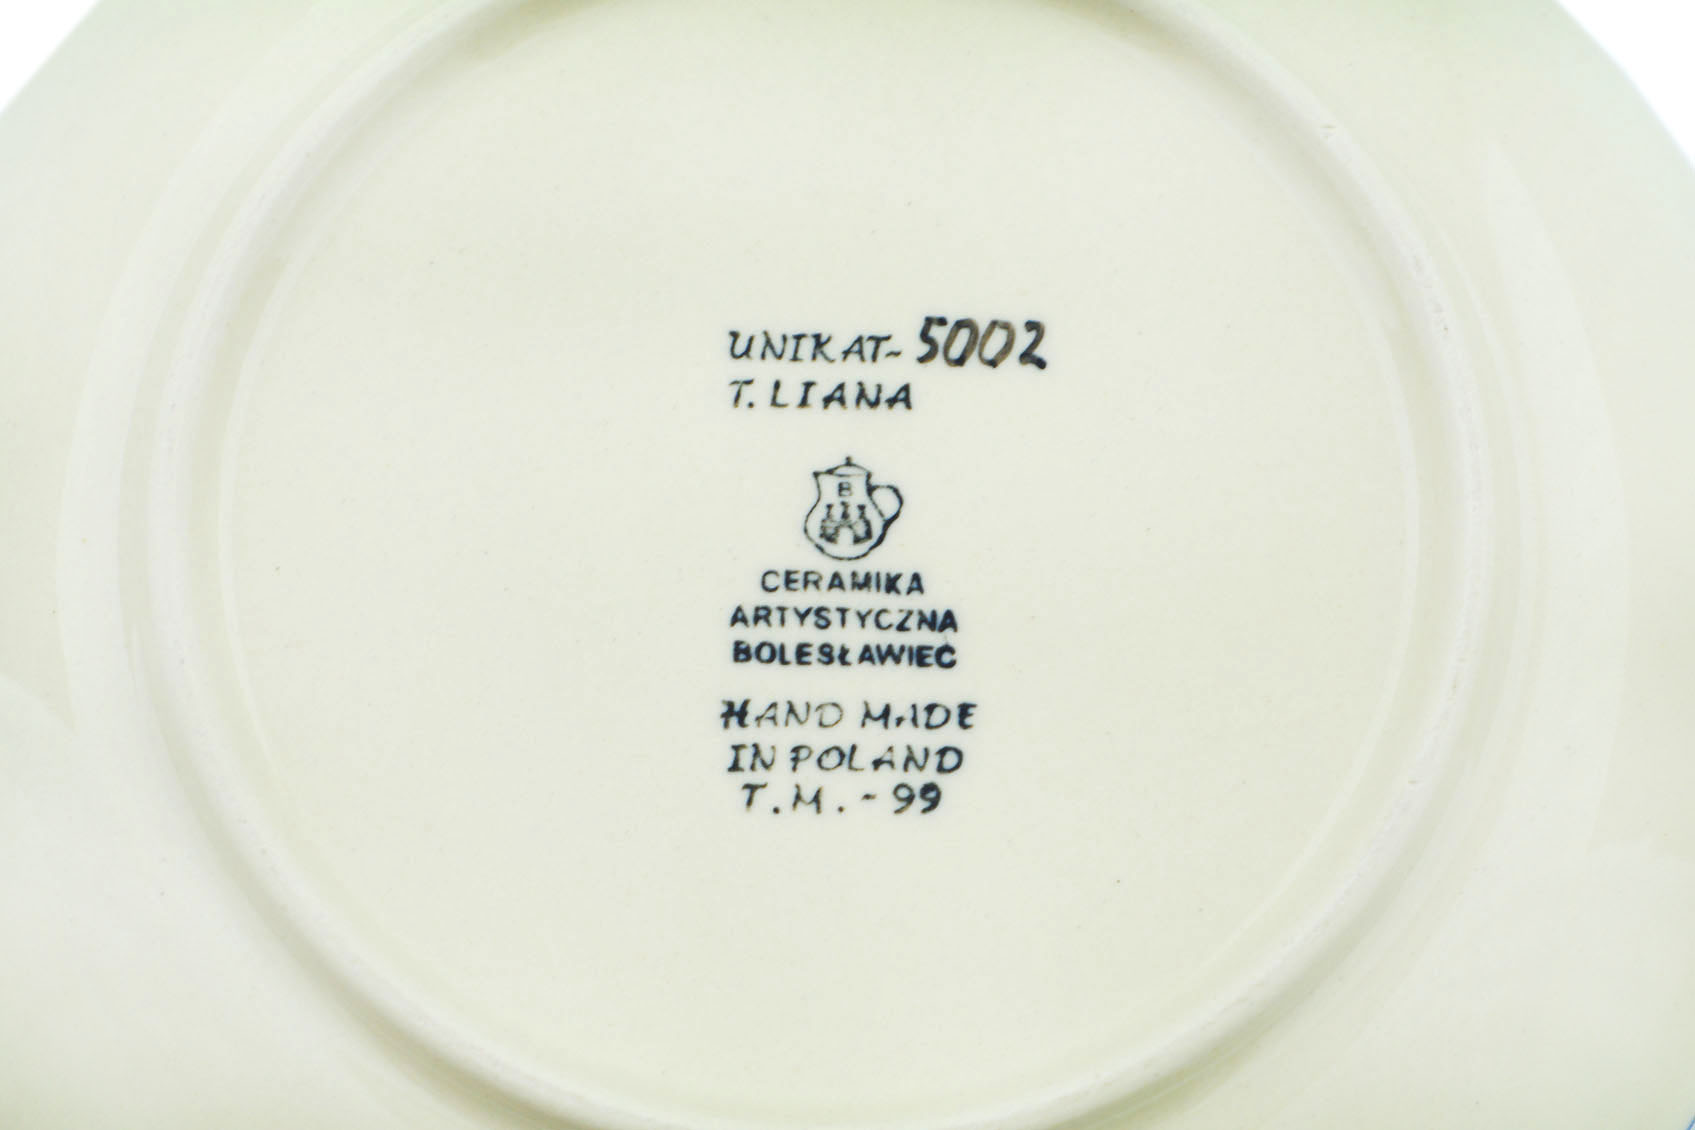 UNIKAT- 5002
T. LIANA
B
CERAMIKA
ARTYSTYCZNA
BOLESŁAWIEC
HAND MADE
IN POLAND
T.M. - 99